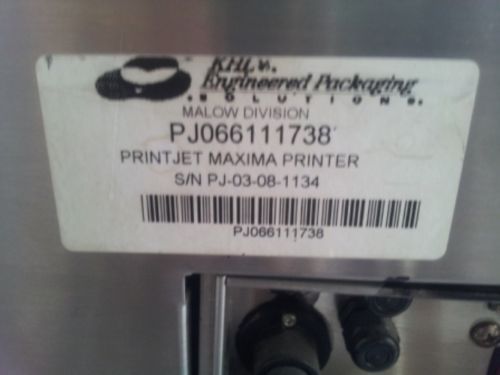 KHL's.
Engineered Packaging
.SOLUTIONS.
MALOW DIVISION
PJ066111738
PRINTJET MAXIMA PRINTER
S/N PJ-03-08-1134
PJ066111738